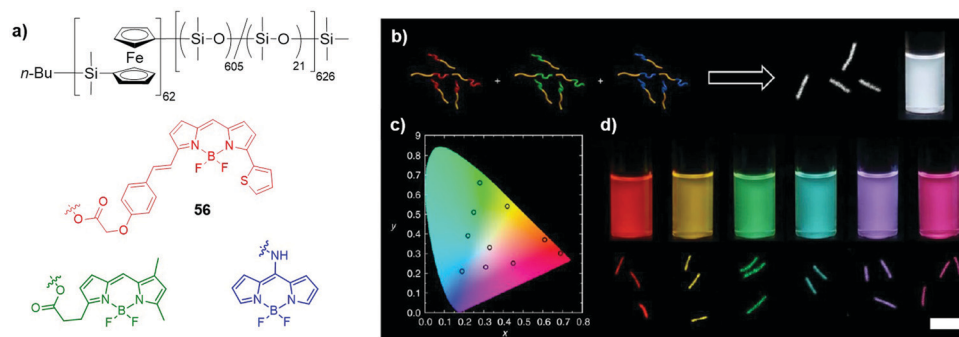 a)
n-Bu
Si
Fe
62
Si
O
605
Si
O
21
626
Si
N
N
B
F
F
S
O
O
O
56
O
O
N
N
B
F
F
NH
N
N
B
F
F
b)
+
+
c)
y
0.9
0.8
0.7
0.6
0.5
0.4
0.3
0.2
0.1
0
0.0 0.1 0.2 0.3 0.4 0.5 0.6 0.7 0.8
x
d)